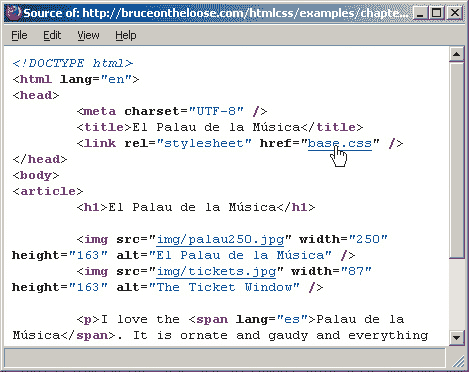 Source of: http://bruceontheloose.com/htmlcss/examples/chapte...
File Edit View Help
<!DOCTYPE html>
<html lang="en">
<head>
<meta charset="UTF-8" />
<title>El Palau de la Música</title>
<link rel="stylesheet" href="base.css" />
</head>
<body>
<article>
<h1>El Palau de la Música</h1>
<img src="img/palau250.jpg" width="250"
height="163" alt="El Palau de la Música" />
<img src="img/tickets.jpg" width="87"
height="163" alt="The Ticket Window" />
<p>I love the <span lang="es">Palau de la
Música</span>. It is ornate and gaudy and everything